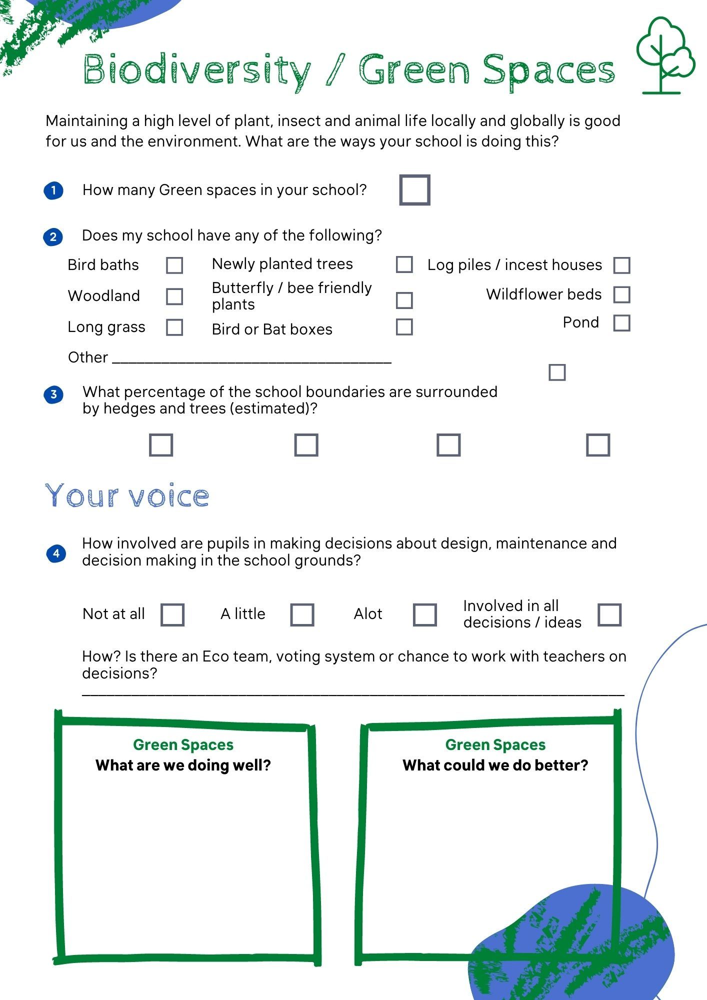 Biodiversity / Green Spaces
Maintaining a high level of plant, insect and animal life locally and globally is good
for us and the environment. What are the ways your school is doing this?
1 How many Green spaces in your school?
2 Does my school have any of the following?
Bird baths
Newly planted trees
Log piles / incest houses
Woodland
Butterfly / bee friendly
plants
Wildflower beds
Long grass
Bird or Bat boxes
Pond
Other __________________________________
3 What percentage of the school boundaries are surrounded
by hedges and trees (estimated)?
Your voice
4 How involved are pupils in making decisions about design, maintenance and
decision making in the school grounds?
Not at all
A little
Alot
Involved in all
decisions / ideas
How? Is there an Eco team, voting system or chance to work with teachers on
decisions?
__________________________________________________________________
Green Spaces
What are we doing well?
Green Spaces
What could we do better?